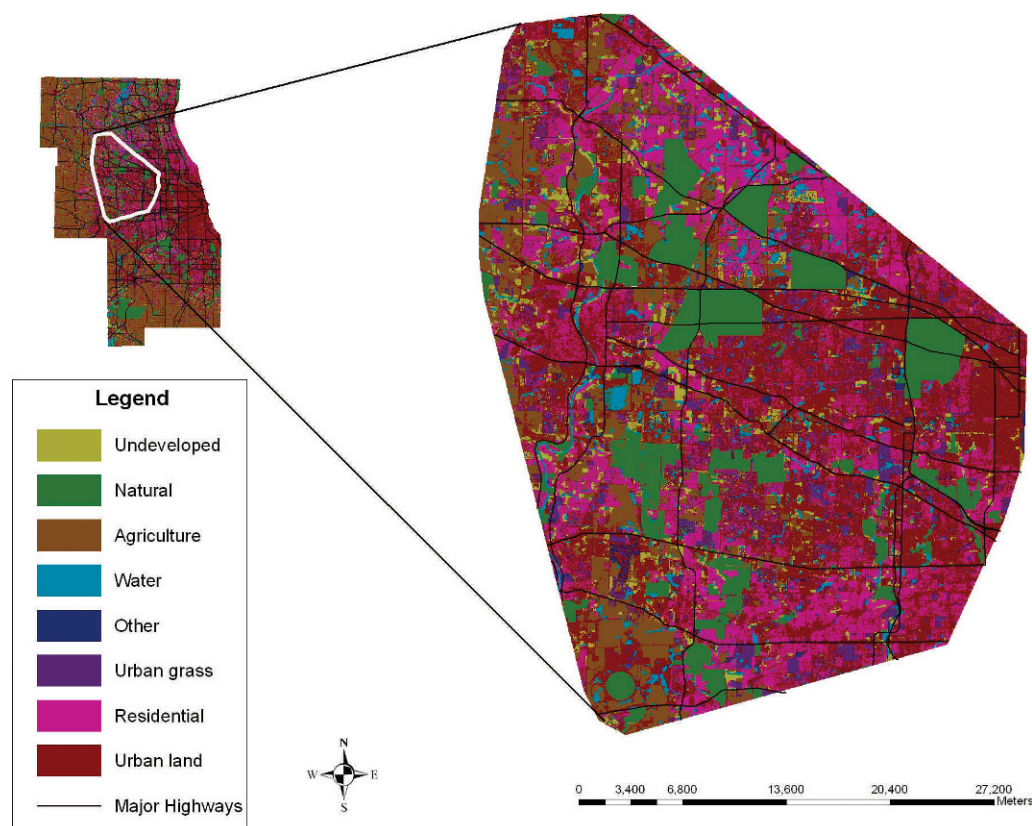 Legend
Undeveloped
Natural
Agriculture
Water
Other
Urban grass
Residential
Urban land
Major Highways
N
W E
S
0 3,400 6,800 13,600 20,400 27,200
Meters